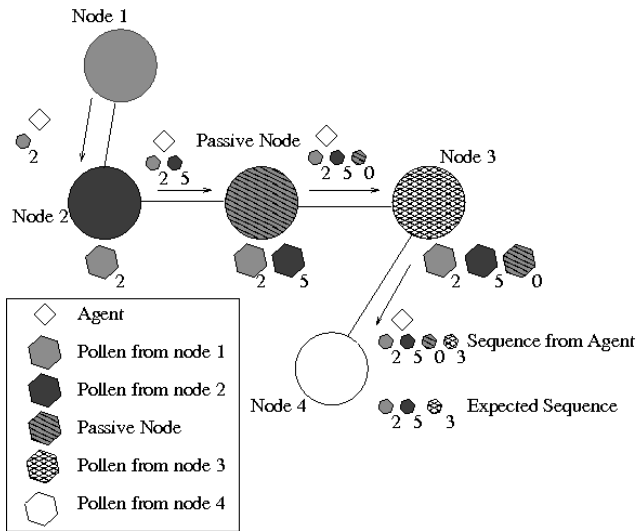 Node 1
2
2 5
Passive Node
2 5 0
Node 3
Node 2
2
2 5
2 5 0
Agent
Pollen from node 1
Pollen from node 2
Passive Node
Pollen from node 3
Pollen from node 4
2 5 0 3
Sequence from Agent
Node 4
2 5 3
Expected Sequence